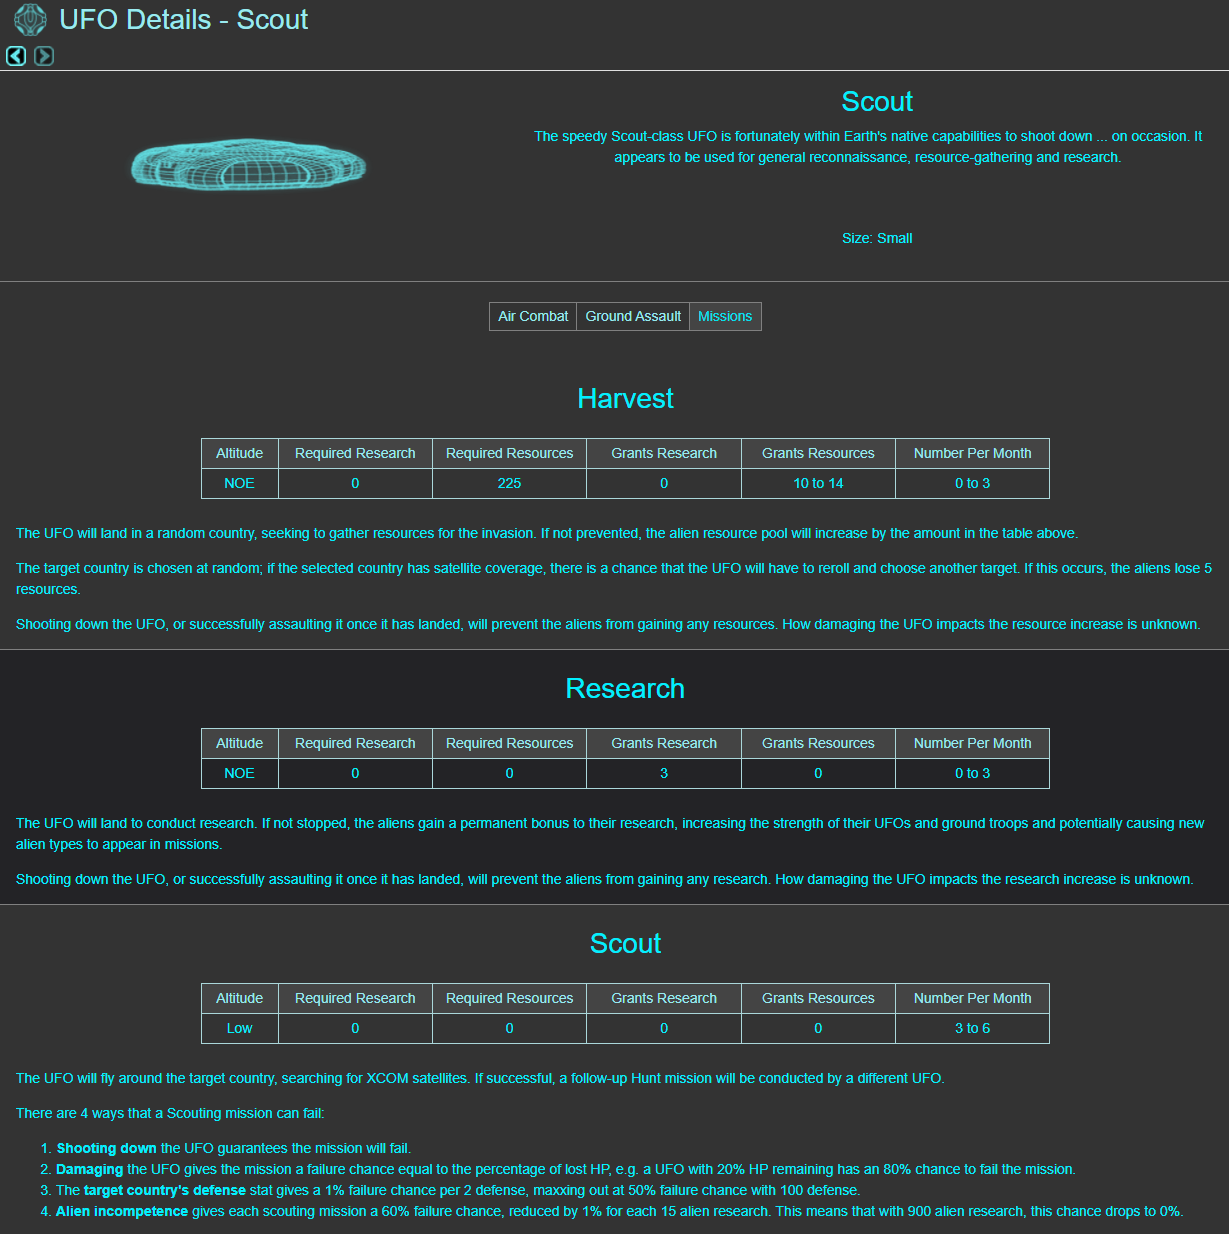 UFO Details - Scout
Scout
The speedy Scout-class UFO is fortunately within Earth's native capabilities to shoot down ... on occasion. It
appears to be used for general reconnaissance, resource-gathering and research.
Size: Small
Air Combat Ground Assault Missions
Harvest
Altitude Required Research Required Resources Grants Research Grants Resources Number Per Month
NOE 0 225 0 10 to 14 0 to 3
The UFO will land in a random country, seeking to gather resources for the invasion. If not prevented, the alien resource pool will increase by the amount in the table above.
The target country is chosen at random; if the selected country has satellite coverage, there is a chance that the UFO will have to reroll and choose another target. If this occurs, the aliens lose 5
resources.
Shooting down the UFO, or successfully assaulting it once it has landed, will prevent the aliens from gaining any resources. How damaging the UFO impacts the resource increase is unknown.
Research
Altitude Required Research Required Resources Grants Research Grants Resources Number Per Month
NOE 0 0 3 0 0 to 3
The UFO will land to conduct research. If not stopped, the aliens gain a permanent bonus to their research, increasing the strength of their UFOs and ground troops and potentially causing new
alien types to appear in missions.
Shooting down the UFO, or successfully assaulting it once it has landed, will prevent the aliens from gaining any research. How damaging the UFO impacts the research increase is unknown.
Scout
Altitude Required Research Required Resources Grants Research Grants Resources Number Per Month
Low 0 0 0 0 3 to 6
The UFO will fly around the target country, searching for XCOM satellites. If successful, a follow-up Hunt mission will be conducted by a different UFO.
There are 4 ways that a Scouting mission can fail:
1. Shooting down the UFO guarantees the mission will fail.
2. Damaging the UFO gives the mission a failure chance equal to the percentage of lost HP, e.g. a UFO with 20% HP remaining has an 80% chance to fail the mission.
3. The target country's defense stat gives a 1% failure chance per 2 defense, maxxing out at 50% failure chance with 100 defense.
4. Alien incompetence gives each scouting mission a 60% failure chance, reduced by 1% for each 15 alien research. This means that with 900 alien research, this chance drops to 0%.